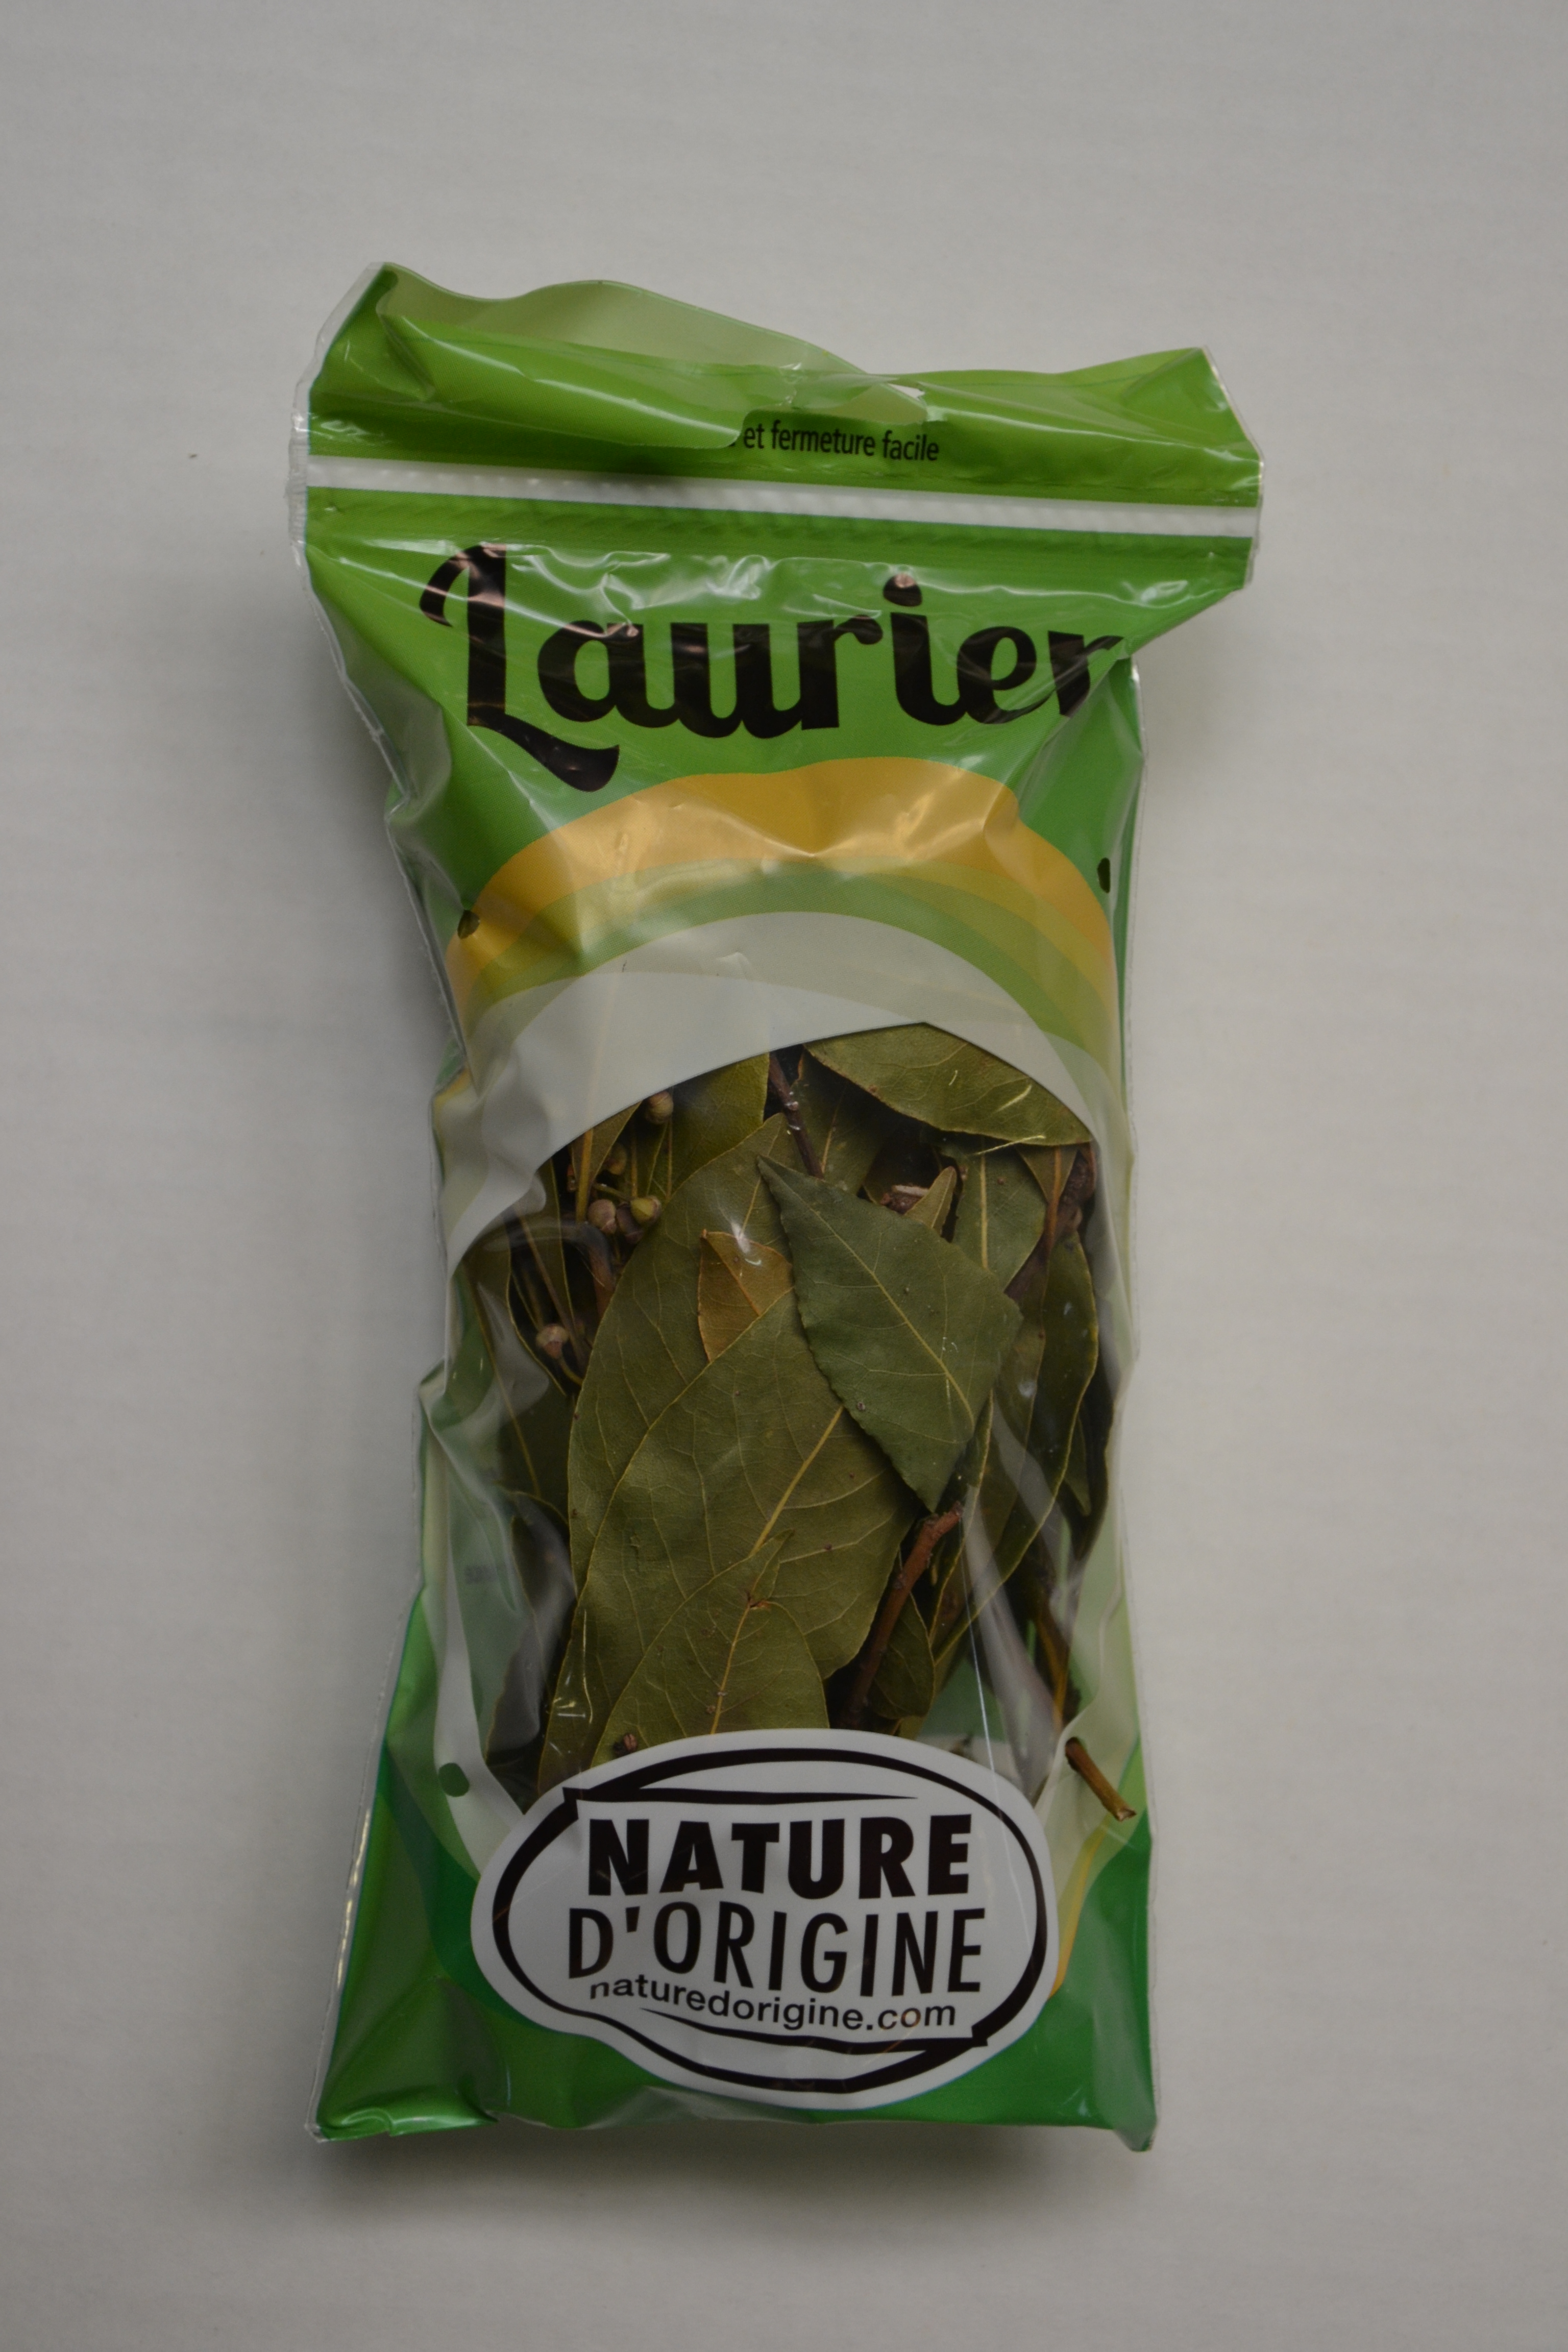 et fermeture facile
Laurier
NATURE
D'ORIGINE
naturedorigine.com